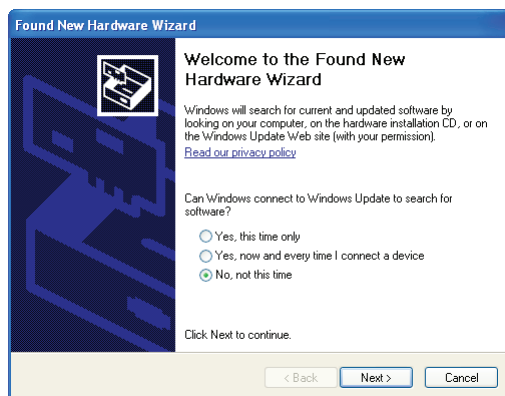 Found New Hardware Wizard
Welcome to the Found New
Hardware Wizard
Windows will search for current and updated software by
looking on your computer, on the hardware installation CD, or on
the Windows Update Web site (with your permission).
Read our privacy policy
Can Windows connect to Windows Update to search for
software?
Yes, this time only
Yes, now and every time I connect a device
No, not this time
Click Next to continue.
< Back Next > Cancel